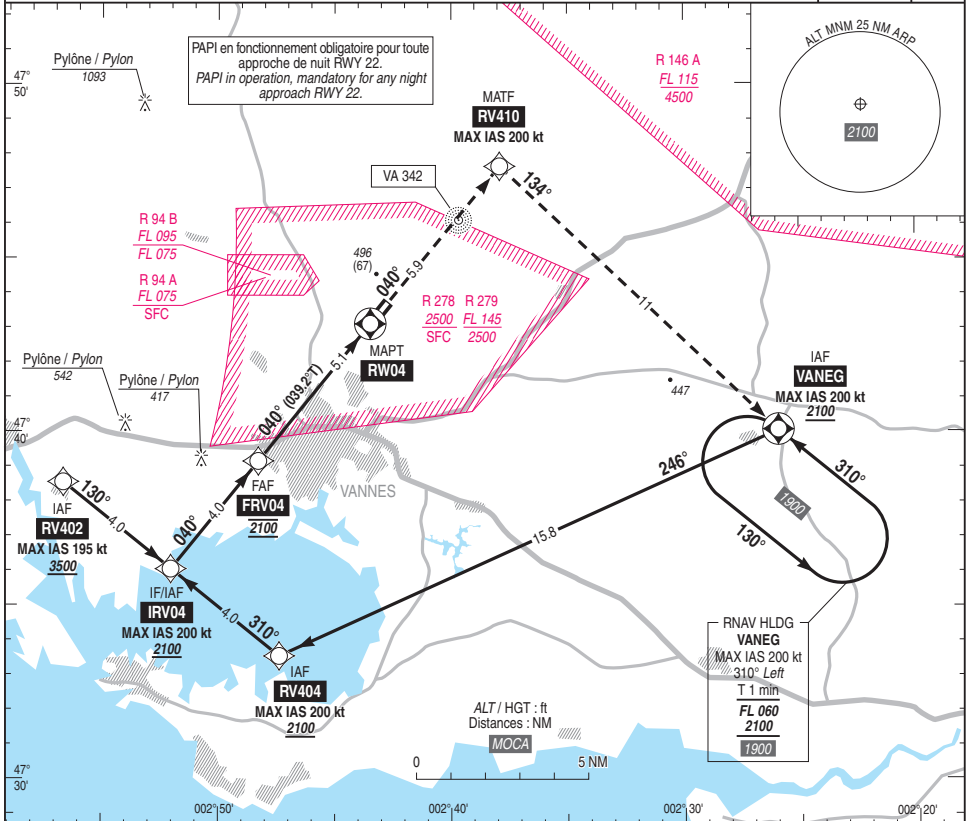 PAPI en fonctionnement obligatoire pour toute
approche de nuit RWY 22.
PAPI in operation, mandatory for any night
approach RWY 22.
Pylône / Pylon
1093
47°
50'
MATF
RV410
MAX IAS 200 kt
R 146 A
FL 115
4500
ALT MNM 25 NM ARP
2100
VA 342
134°
R 94 B
FL 095
FL 075
R 94 A
FL 075
SFC
496
(67)
040°
5.9
11
R 278
2500
SFC
R 279
FL 145
2500
MAPT
RW04
5.1
040° (039.2°T)
Pylône / Pylon
542
Pylône / Pylon
417
447
IAF
VANEG
MAX IAS 200 kt
2100
47°
40'
246°
310°
1900
130°
15.8
VANNES
FAF
FRV04
2100
4.0
040°
130°
4.0
IAF
RV402
MAX IAS 195 kt
3500
IF/IAF
IRV04
MAX IAS 200 kt
2100
4.0
310°
IAF
RV404
MAX IAS 200 kt
2100
RNAV HLDG
VANEG
MAX IAS 200 kt
310° Left
T 1 min
FL 060
2100
1900
ALT / HGT : ft
Distances : NM
MOCA
0
5 NM
47°
30'
002°50'
002°40'
002°30'
002°20'